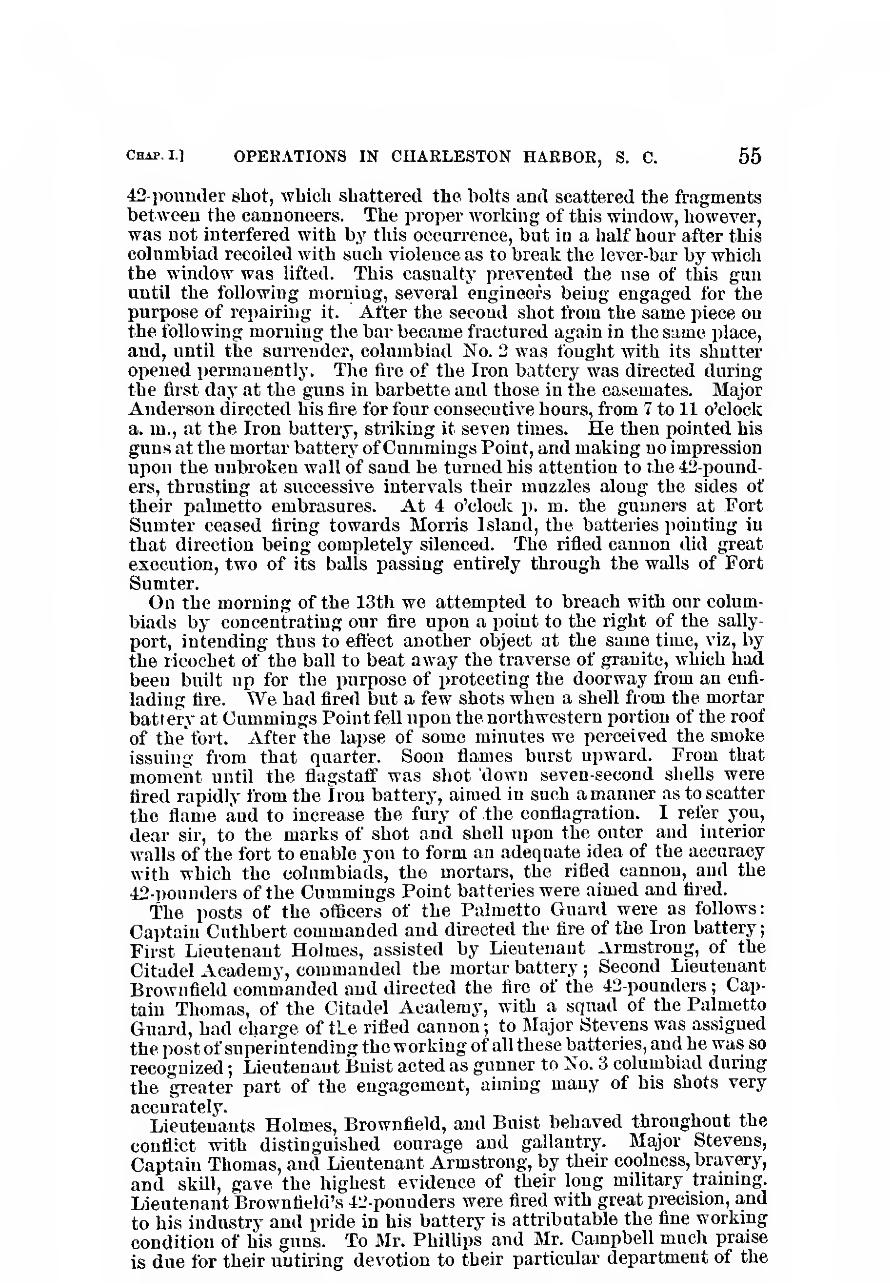 CHAP. I.] OPERATIONS IN CHARLESTON HARBOR, S. C. 55
42-pounder shot, which shattered the bolts and scattered the fragments
between the cannoneers. The proper working of this window, however,
was not interfered with by this occurrence, but in a half hour after this
columbiad recoiled with such violence as to break the lever-bar by which
the window was lifted. This casualty prevented the use of this gun
until the following morning, several engineers being engaged for the
purpose of repairing it. After the second shot from the same piece on
the following morning the bar became fractured again in the same place,
and, until the surrender, columbiad No. 2 was fought with its shutter
opened permanently. The fire of the Iron battery was directed during
the first day at the guns in barbette and those in the casemates. Major
Anderson directed his fire for four consecutive hours, from 7 to 11 o'clock
a. m., at the Iron battery, striking it seven times. He then pointed his
guns at the mortar battery of Cummings Point, and making no impression
upon the unbroken wall of sand he turned his attention to the 42-pound-
ers, thrusting at successive intervals their muzzles along the sides of
their palmetto embrasures. At 4 o'clock p. m. the gunners at Fort
Sumter ceased firing towards Morris Island, the batteries pointing in
that direction being completely silenced. The rifled cannon did great
execution, two of its balls passing entirely through the walls of Fort
Sumter.
On the morning of the 13th we attempted to breach with our colum-
biads by concentrating our fire upon a point to the right of the sally-
port, intending thus to effect another object at the same time, viz, by
the ricochet of the ball to beat away the traverse of granite, which had
been built up for the purpose of protecting the doorway from an enfi-
lading fire. We had fired but a few shots when a shell from the mortar
battery at Cummings Point fell upon the northwestern portion of the roof
of the fort. After the lapse of some minutes we perceived the smoke
issuing from that quarter. Soon flames burst upward. From that
moment until the flagstaff was shot down seven-second shells were
fired rapidly from the Iron battery, aimed in such a manner as to scatter
the flame and to increase the fury of the conflagration. I refer you,
dear sir, to the marks of shot and shell upon the outer and interior
walls of the fort to enable you to form an adequate idea of the accuracy
with which the columbiads, the mortars, the rifled cannon, and the
42-pounders of the Cummings Point batteries were aimed and fired.
The posts of the officers of the Palmetto Guard were as follows:
Captain Cuthbert commanded and directed the fire of the Iron battery;
First Lieutenant Holmes, assisted by Lieutenant Armstrong, of the
Citadel Academy, commanded the mortar battery; Second Lieutenant
Brownfield commanded and directed the fire of the 42-pounders; Cap-
tain Thomas, of the Citadel Academy, with a squad of the Palmetto
Guard, had charge of the rifled cannon; to Major Stevens was assigned
the post of superintending the working of all these batteries, and he was so
recognized; Lieutenant Buist acted as gunner to No. 3 columbiad during
the greater part of the engagement, aiming many of his shots very
accurately.
Lieutenants Holmes, Brownfield, and Buist behaved throughout the
conflict with distinguished courage and gallantry. Major Stevens,
Captain Thomas, and Lieutenant Armstrong, by their coolness, bravery,
and skill, gave the highest evidence of their long military training.
Lieutenant Brownfield's 42-pounders were fired with great precision, and
to his industry and pride in his battery is attributable the fine working
condition of his guns. To Mr. Phillips and Mr. Campbell much praise
is due for their untiring devotion to their particular department of the